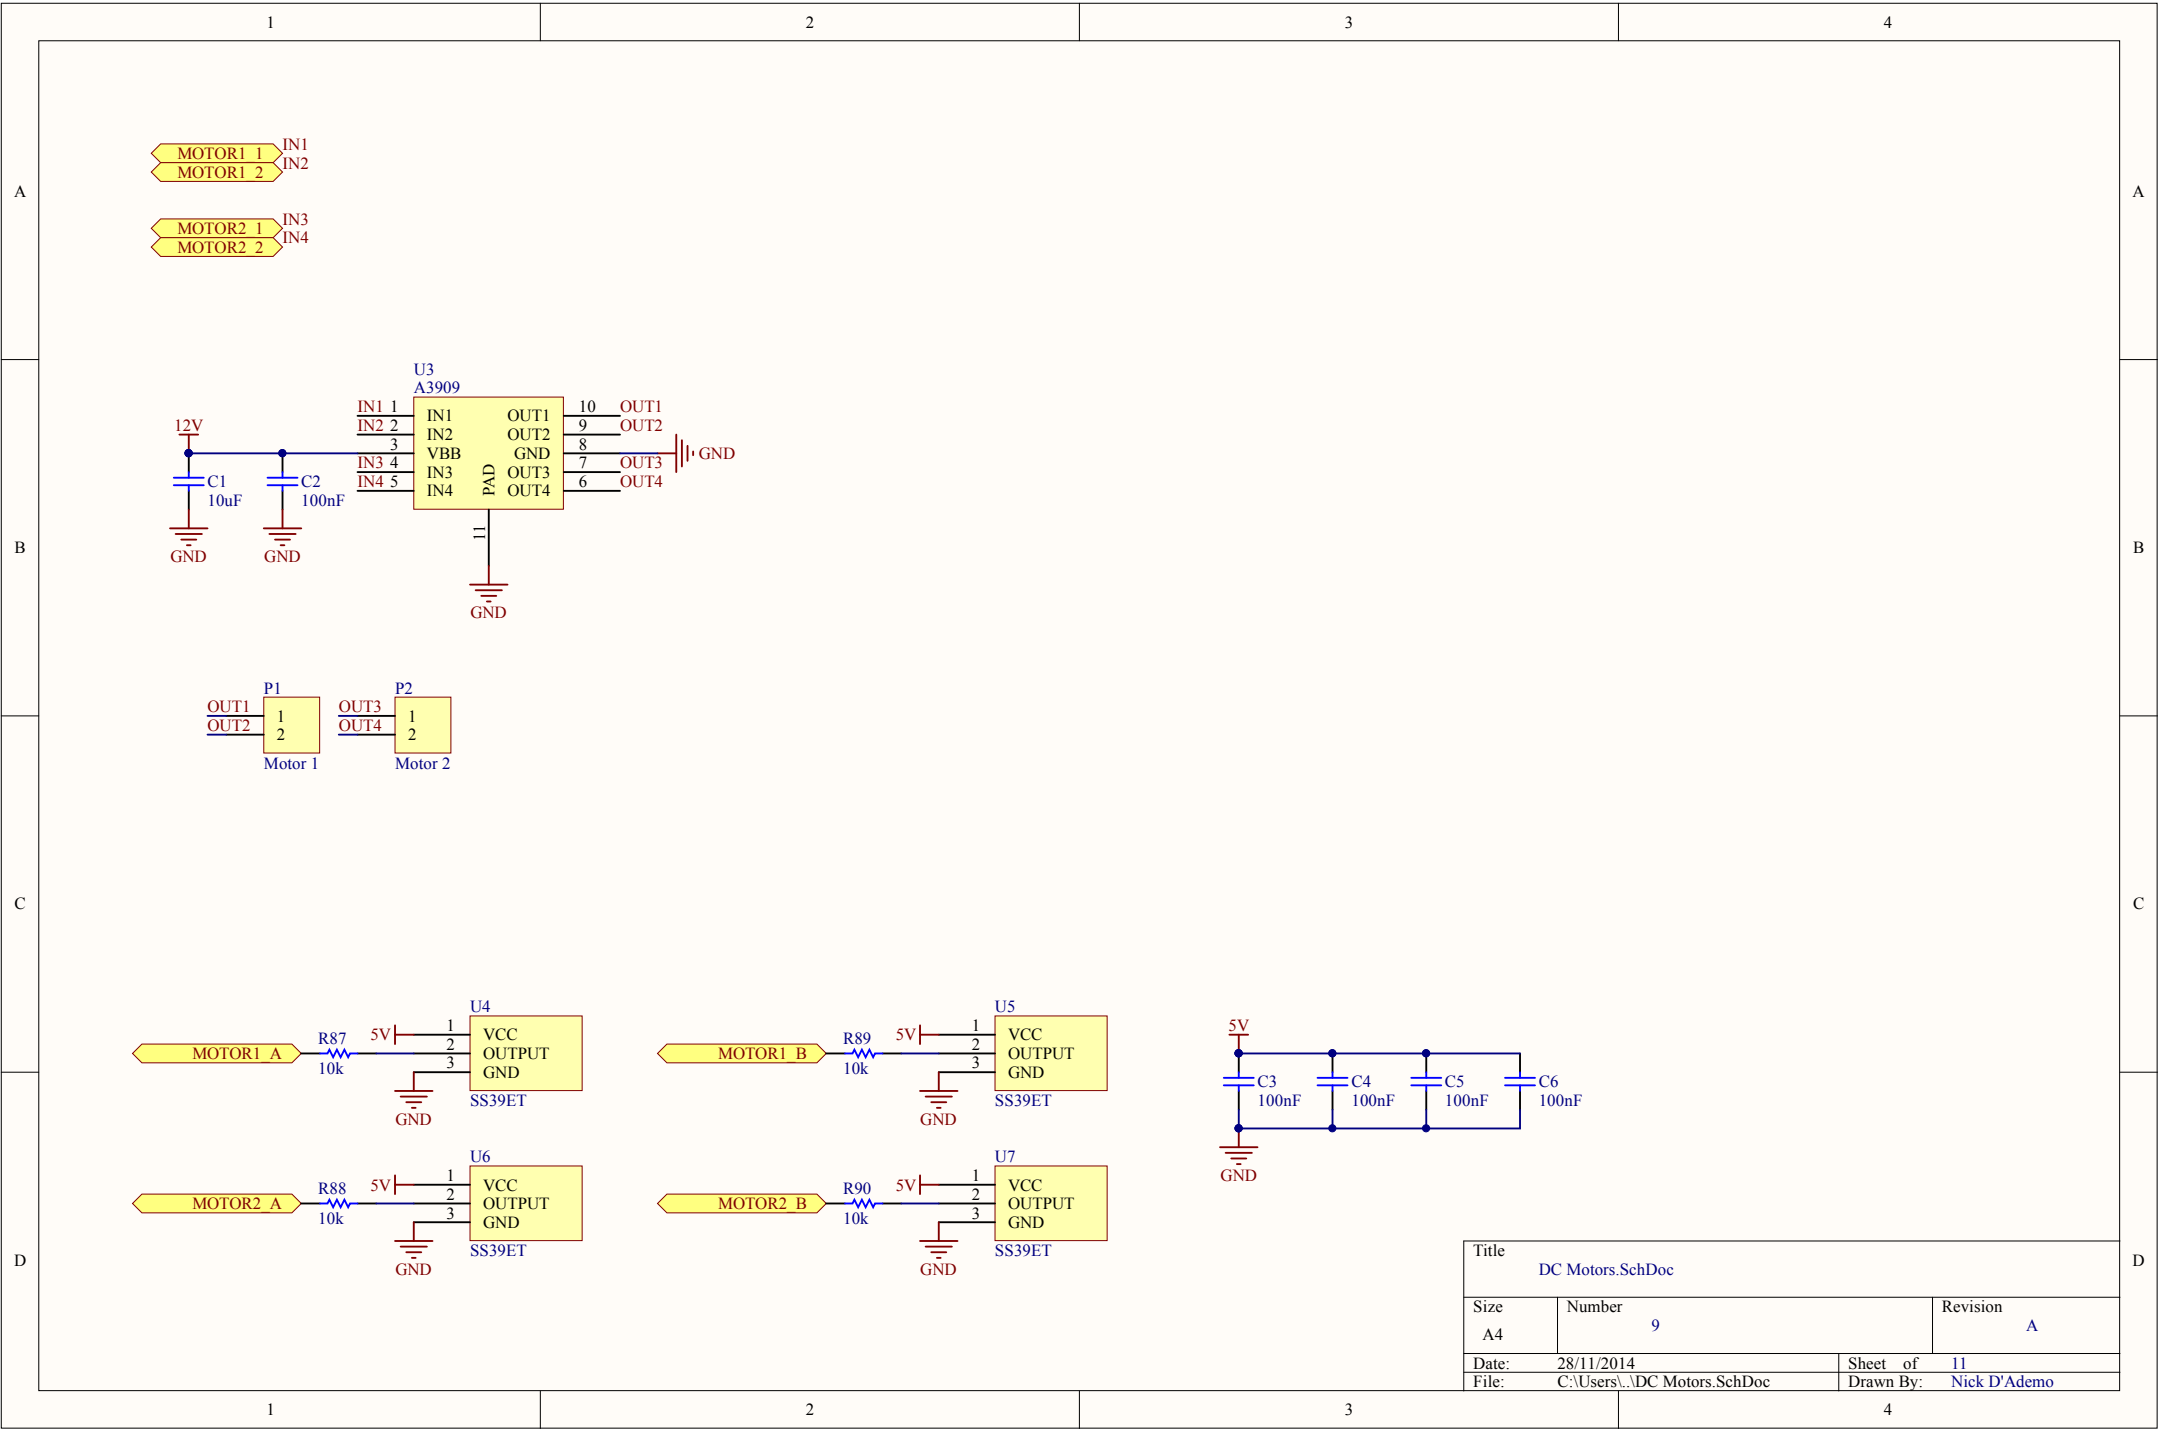 1 2 3 4
A A
MOTOR1_1 IN1
MOTOR1_2 IN2
MOTOR2_1 IN3
MOTOR2_2 IN4
B B
U3
A3909
IN1 1 IN1 OUT1 10 OUT1
IN2 2 IN2 OUT2 9 OUT2
12V 3 VBB GND 8 GND
IN3 4 IN3 OUT3 7 OUT3
IN4 5 IN4 OUT4 6 OUT4
PAD
11
GND
C1
10uF
GND
C2
100nF
GND
P1
OUT1 1
OUT2 2
Motor 1
P2
OUT3 1
OUT4 2
Motor 2
C C
U4
5V 1 VCC
MOTOR1_A R87 2 OUTPUT
10k 3 GND
GND SS39ET
U5
5V 1 VCC
MOTOR1_B R89 2 OUTPUT
10k 3 GND
GND SS39ET
5V
C3 C4 C5 C6
100nF 100nF 100nF 100nF
GND
U6
5V 1 VCC
MOTOR2_A R88 2 OUTPUT
10k 3 GND
GND SS39ET
U7
5V 1 VCC
MOTOR2_B R90 2 OUTPUT
10k 3 GND
GND SS39ET
D D
Title
DC Motors.SchDoc
Size Number Revision
A4 9 A
Date: 28/11/2014 Sheet of 11
File: C:\Users\..\DC Motors.SchDoc Drawn By: Nick D'Ademo
1 2 3 4